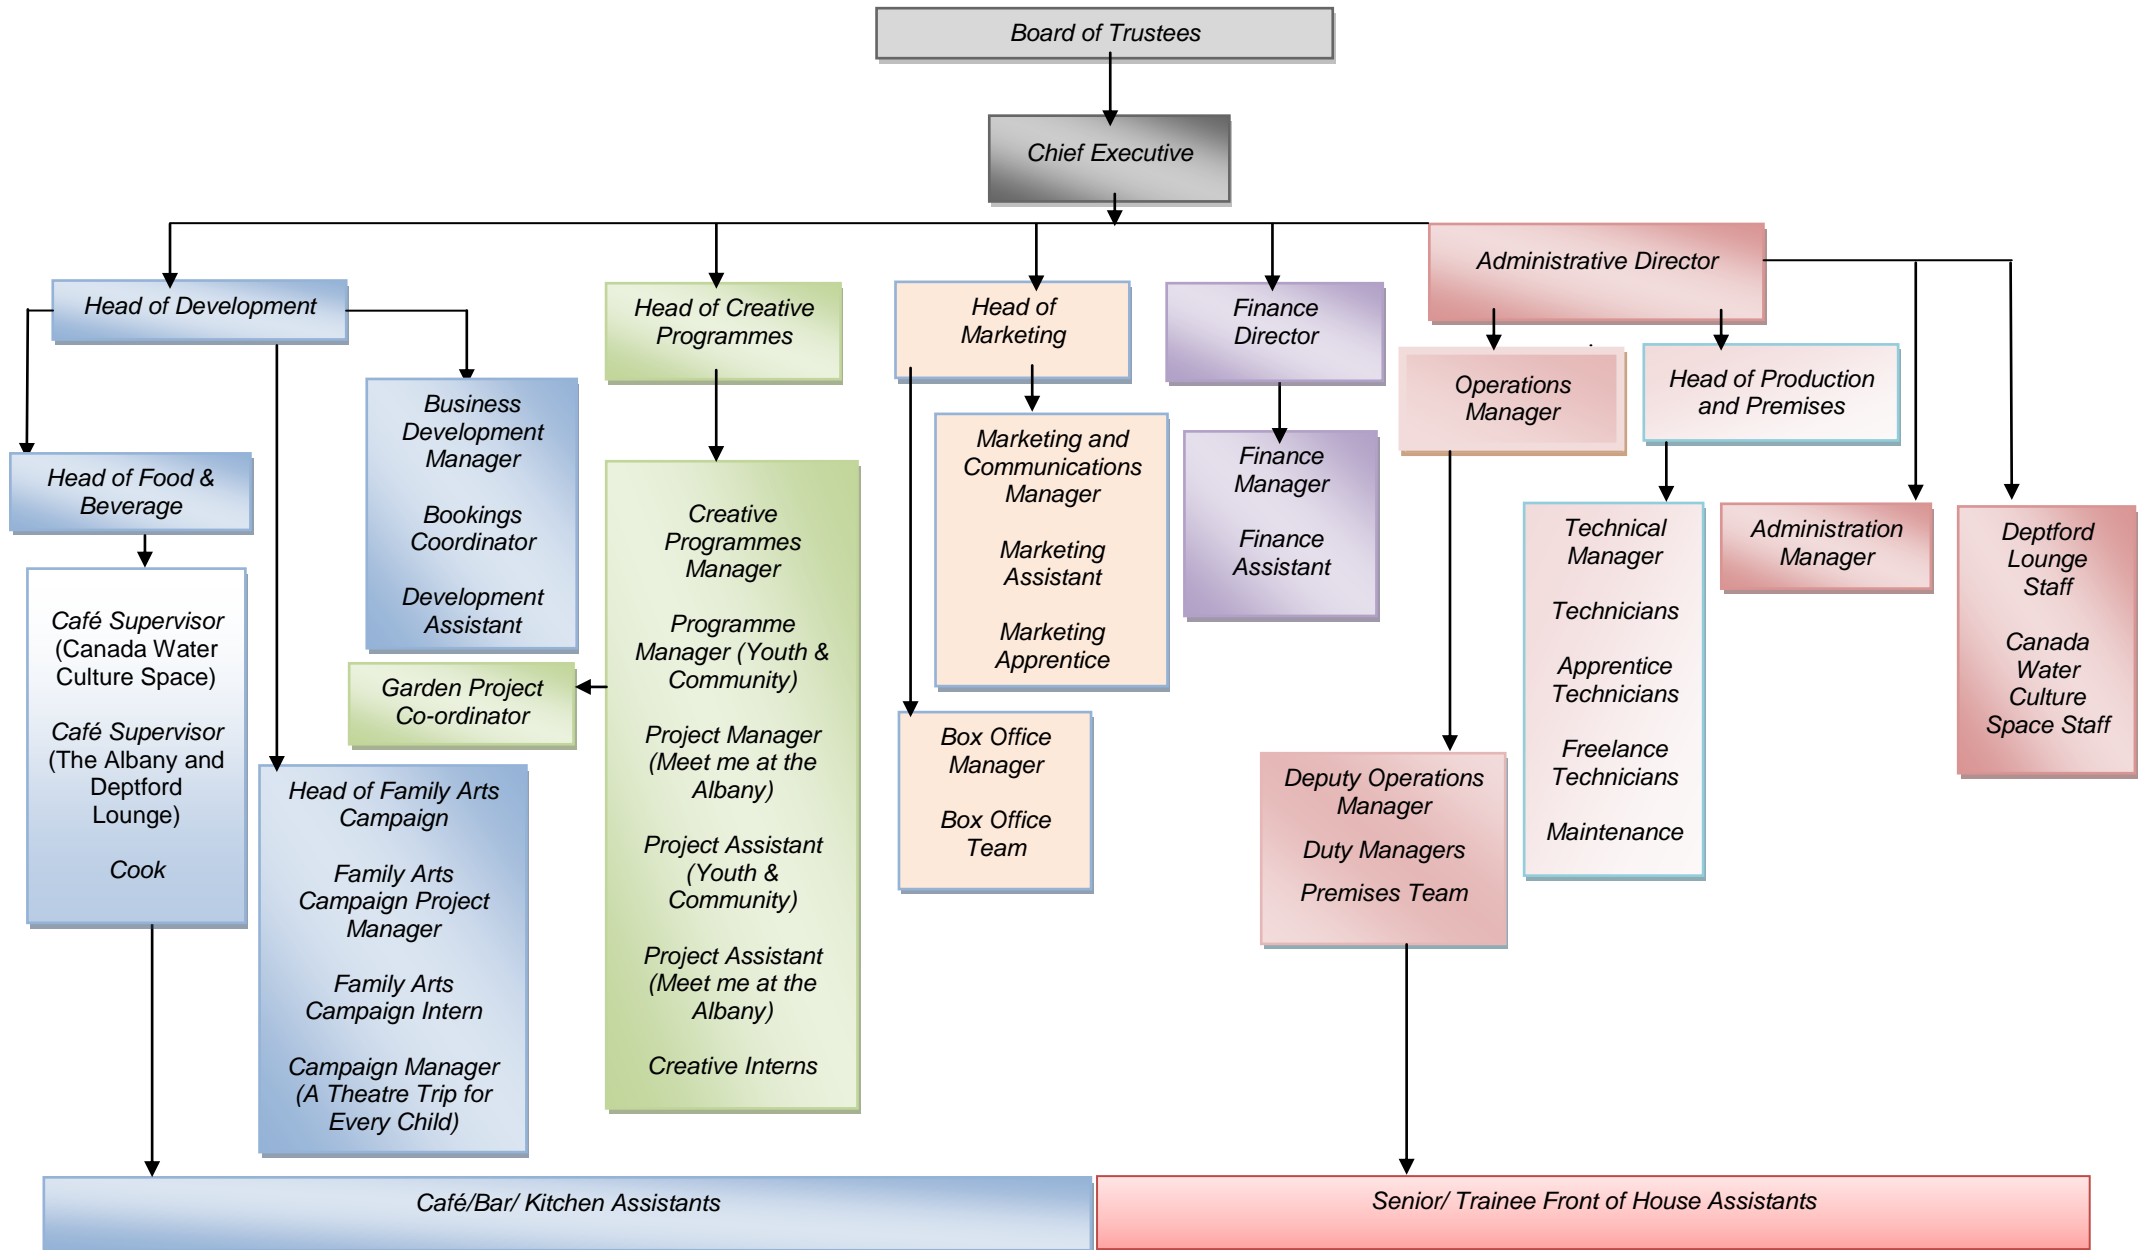 Board of Trustees
Chief Executive
Administrative Director
Head of Development
Head of Creative
Programmes
Head of
Marketing
Finance
Director
Operations
Manager
Head of Production
and Premises
Business
Development
Manager
Bookings
Coordinator
Development
Assistant
Head of Food &
Beverage
Café Supervisor
(Canada Water
Culture Space)
Café Supervisor
(The Albany and
Deptford
Lounge)
Cook
Head of Family Arts
Campaign
Family Arts
Campaign Project
Manager
Family Arts
Campaign Intern
Campaign Manager
(A Theatre Trip for
Every Child)
Garden Project
Co-ordinator
Creative
Programmes
Manager
Programme
Manager (Youth &
Community)
Project Manager
(Meet me at the
Albany)
Project Assistant
(Youth &
Community)
Project Assistant
(Meet me at the
Albany)
Creative Interns
Marketing and
Communications
Manager
Marketing
Assistant
Marketing
Apprentice
Box Office
Manager
Box Office
Team
Finance
Manager
Finance
Assistant
Deputy Operations
Manager
Duty Managers
Premises Team
Technical
Manager
Technicians
Apprentice
Technicians
Freelance
Technicians
Maintenance
Administration
Manager
Deptford
Lounge
Staff
Canada
Water
Culture
Space Staff
Café/Bar/ Kitchen Assistants
Senior/ Trainee Front of House Assistants